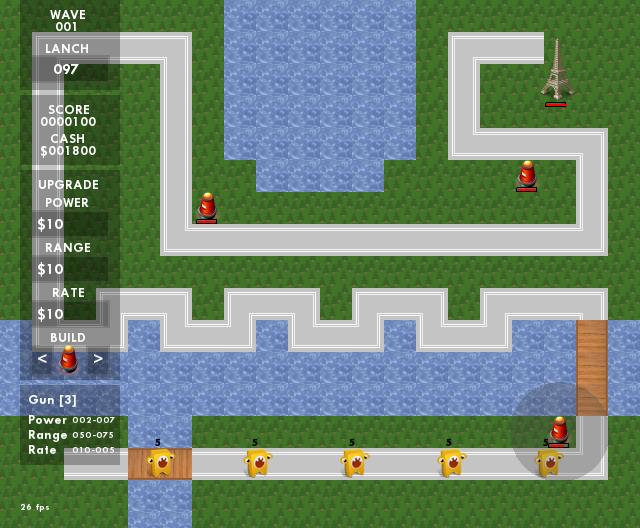 WAVE
001
LANCH
097
SCORE
0000100
CASH
$001800
UPGRADE
POWER
$10
RANGE
$10
RATE
$10
BUILD
< >
Gun [3]
Power 002-007
Range 050-075
Rate 010-005
5 5 5 5 5
26 fps